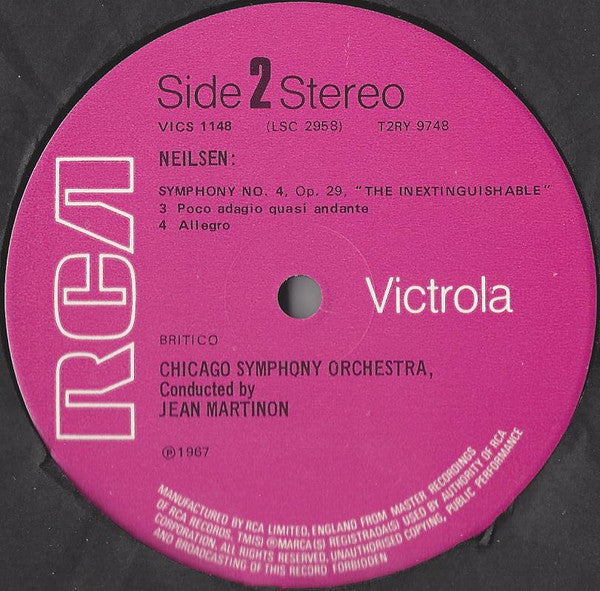 Side 2 Stereo
VICS 1148 (LSC 2958) T2RY 9748
NEILSEN:
SYMPHONY NO. 4, Op. 29, "THE INEXTINGUISHABLE"
3 Poco adagio quasi andante
4 Allegro
RCA
Victrola
BRITICO
CHICAGO SYMPHONY ORCHESTRA,
Conducted by
JEAN MARTINON
℗1967
MANUFACTURED BY RCA LIMITED, ENGLAND FROM MASTER RECORDINGS
OF RCA RECORDS, TM(S) ®MARCA(S) REGISTRADA(S) USED BY AUTHORITY OF RCA
CORPORATION, ALL RIGHTS RESERVED, UNAUTHORISED COPYING, PUBLIC PERFORMANCE
AND BROADCASTING OF THIS RECORD FORBIDDEN